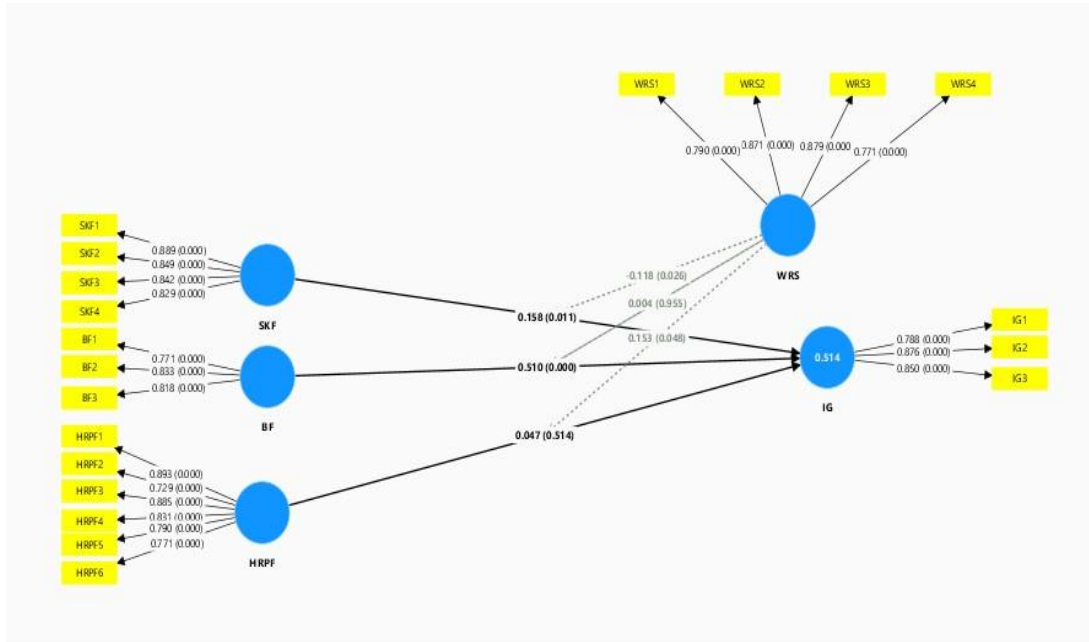 WRS1 WRS2 WRS3 WRS4
0.790 (0.000) 0.871 (0.000) 0.879 (0.000 0.771 (0.000)
WRS
SKF1
SKF2
SKF3
SKF4
0.889 (0.000)
0.849 (0.000)
0.842 (0.000)
0.829 (0.000)
SKF
-0.118 (0.026)
0.004 (0.955)
0.153 (0.048)
0.158 (0.011)
BF1
BF2
BF3
0.771 (0.000)
0.833 (0.000)
0.818 (0.000)
BF
0.510 (0.000)
0.514
IG
0.788 (0.000)
0.876 (0.000)
0.850 (0.000)
IG1
IG2
IG3
HRPF1
HRPF2
HRPF3
HRPF4
HRPF5
HRPF6
0.893 (0.000)
0.729 (0.000)
0.885 (0.000)
0.831 (0.000)
0.790 (0.000)
0.771 (0.000)
HRPF
0.047 (0.514)